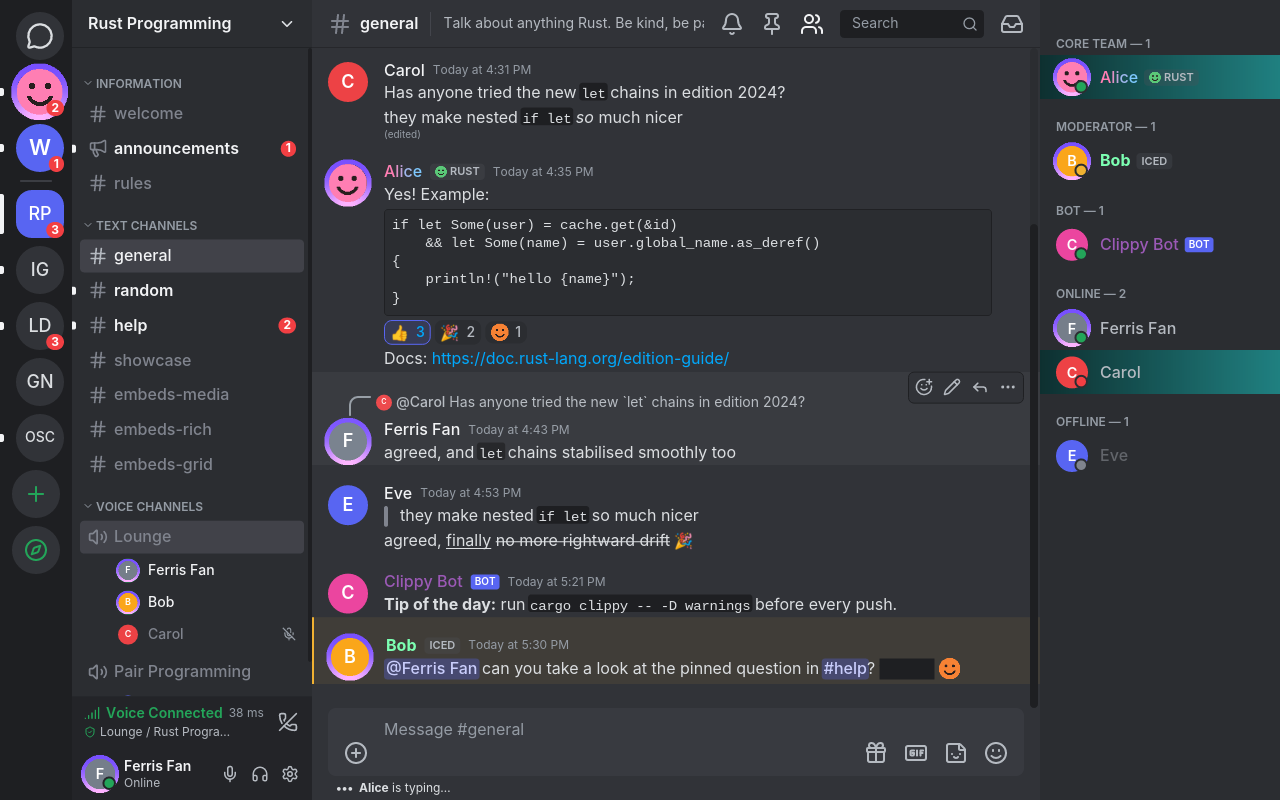 2
W
1
RP
3
IG
LD
3
GN
OSC
Rust Programming
INFORMATION
welcome
announcements 1
rules
TEXT CHANNELS
general
random
help 2
showcase
embeds-media
embeds-rich
embeds-grid
VOICE CHANNELS
Lounge
F Ferris Fan
B Bob
C Carol
Pair Programming
Voice Connected 38 ms
Lounge / Rust Progra...
F Ferris Fan
Online
# general Talk about anything Rust. Be kind, be pa
Search
C Carol Today at 4:31 PM
Has anyone tried the new let chains in edition 2024?
they make nested if let so much nicer
(edited)
Alice RUST Today at 4:35 PM
Yes! Example:
if let Some(user) = cache.get(&id)
    && let Some(name) = user.global_name.as_deref()
{
    println!("hello {name}");
}
👍 3 🎉 2 1
Docs: https://doc.rust-lang.org/edition-guide/
C @Carol Has anyone tried the new `let` chains in edition 2024?
F Ferris Fan Today at 4:43 PM
agreed, and let chains stabilised smoothly too
E Eve Today at 4:53 PM
they make nested if let so much nicer
agreed, finally no more rightward drift 🎉
C Clippy Bot BOT Today at 5:21 PM
Tip of the day: run cargo clippy -- -D warnings before every push.
B Bob ICED Today at 5:30 PM
@Ferris Fan can you take a look at the pinned question in #help?
Message #general
GIF
Alice is typing...
CORE TEAM — 1
Alice RUST
MODERATOR — 1
B Bob ICED
BOT — 1
C Clippy Bot BOT
ONLINE — 2
F Ferris Fan
C Carol
OFFLINE — 1
E Eve